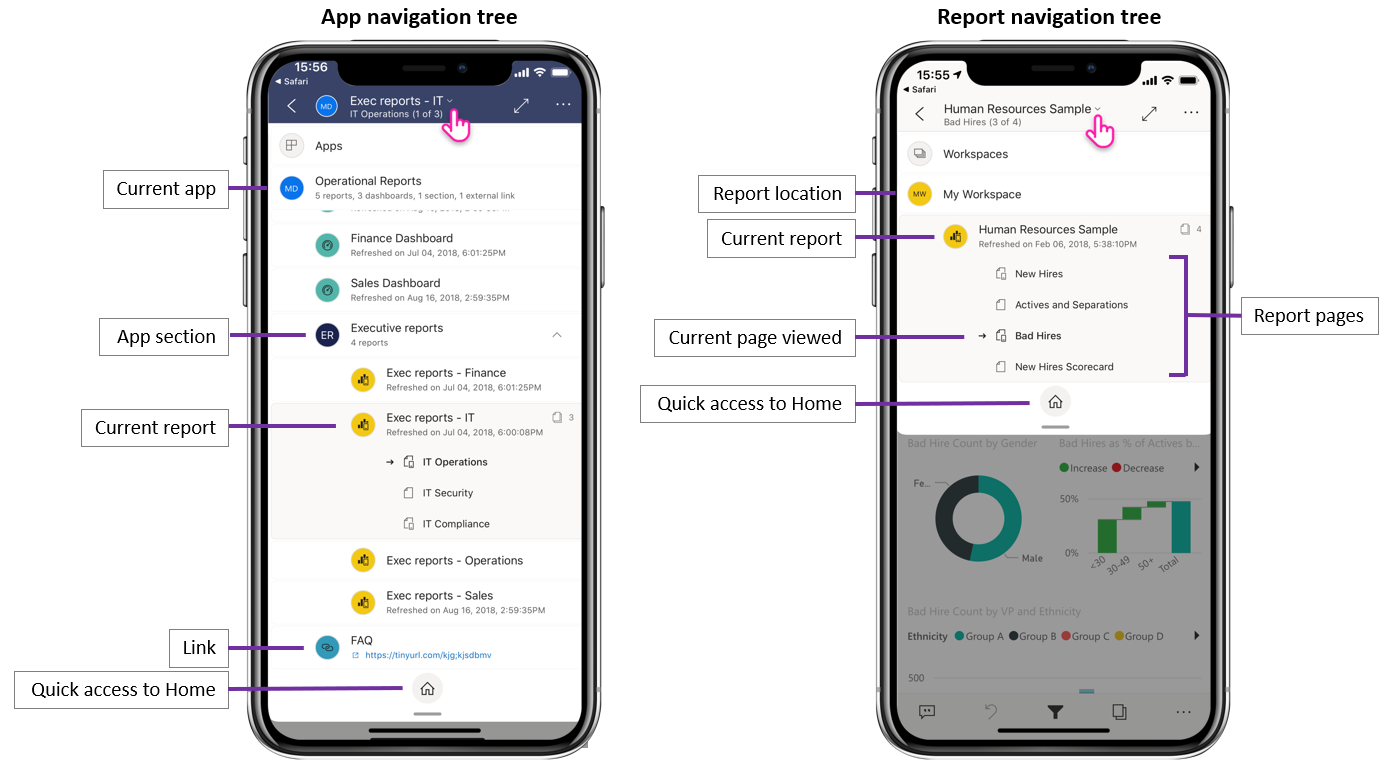 App navigation tree
Current app
App section
Current report
Link
Quick access to Home
15:56
Safari
MD
Exec reports - IT
IT Operations (1 of 3)
Apps
MD
Operational Reports
5 reports, 3 dashboards, 1 section, 1 external link
Finance Dashboard
Refreshed on Jul 04, 2018, 6:01:25PM
Sales Dashboard
Refreshed on Aug 16, 2018, 2:59:35PM
ER
Executive reports
4 reports
Exec reports - Finance
Refreshed on Jul 04, 2018, 6:01:25PM
Exec reports - IT
Refreshed on Jul 04, 2018, 6:00:08PM
3
IT Operations
IT Security
IT Compliance
Exec reports - Operations
Exec reports - Sales
Refreshed on Aug 16, 2018, 2:59:35PM
FAQ
https://tinyurl.com/kjg;kjsdbmv
Report navigation tree
Report location
Current report
Current page viewed
Quick access to Home
Report pages
15:55
Safari
Human Resources Sample
Bad Hires (3 of 4)
Workspaces
MW
My Workspace
Human Resources Sample
Refreshed on Feb 06, 2018, 5:38:10PM
4
New Hires
Actives and Separations
Bad Hires
New Hires Scorecard
Bad Hire Count by Gender
Fe...
Male
Bad Hires as % of Actives b...
Increase Decrease
50%
0%
<30 30-49 50+ Total
Bad Hire Count by VP and Ethnicity
Ethnicity Group A Group B Group C Group D
500